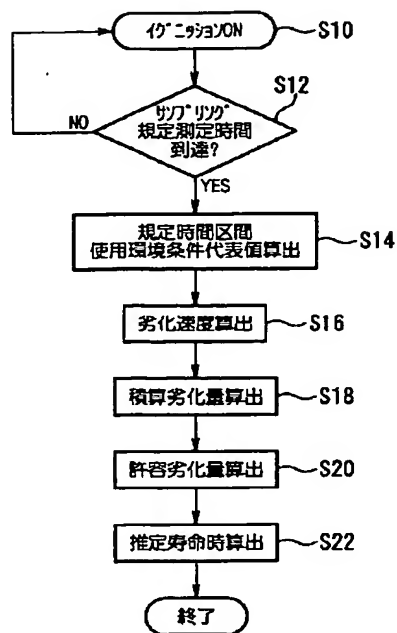 イグニッションON
S10
サンプリング
規定測定時間
到達?
S12
NO
YES
規定時間区間
使用環境条件代表値算出
S14
劣化速度算出
S16
積算劣化量算出
S18
許容劣化量算出
S20
推定寿命時算出
S22
終了